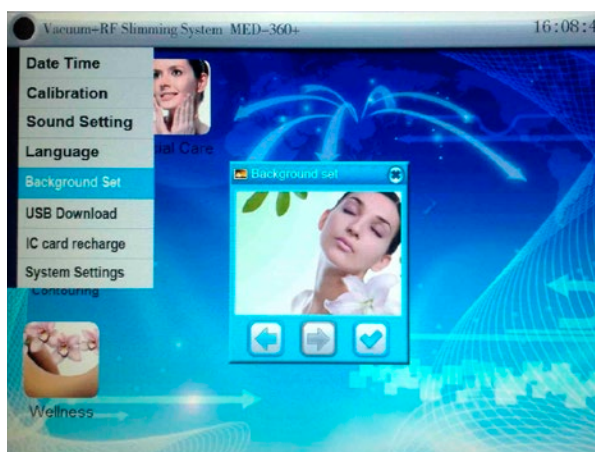 Vacuum+RF Slimming System MED-360+
16:08:4
Date Time
Calibration
Sound Setting
Language
Background Set
USB Download
IC card recharge
System Settings
Care
Contouring
Wellness
Background set